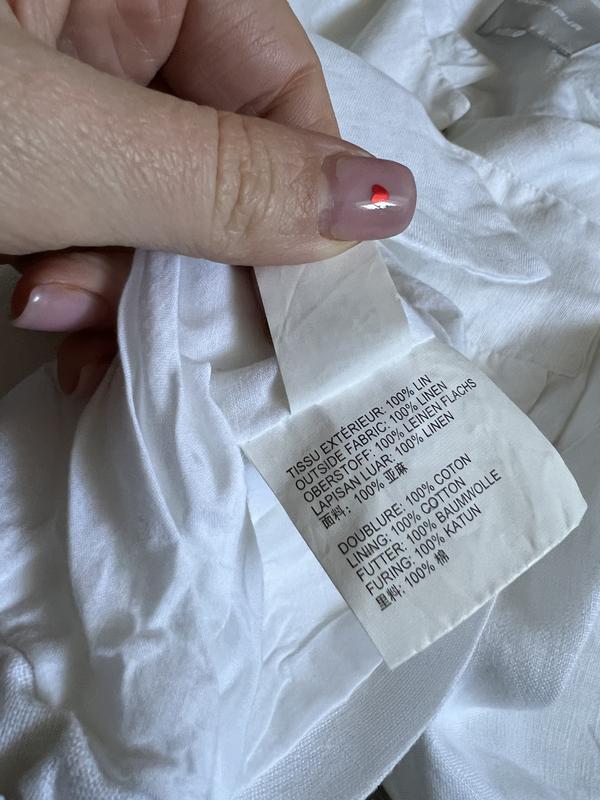 TISSU EXTÉRIEUR: 100% LIN
OUTSIDE FABRIC: 100% LINEN
OBERSTOFF: 100% LEINEN FLACHS
LAPISAN LUAR: 100% LINEN
面料: 100% 亚麻
DOUBLURE: 100% COTON
LINING: 100% COTTON
FUTTER: 100% BAUMWOLLE
FURING: 100% KATUN
里料: 100% 棉